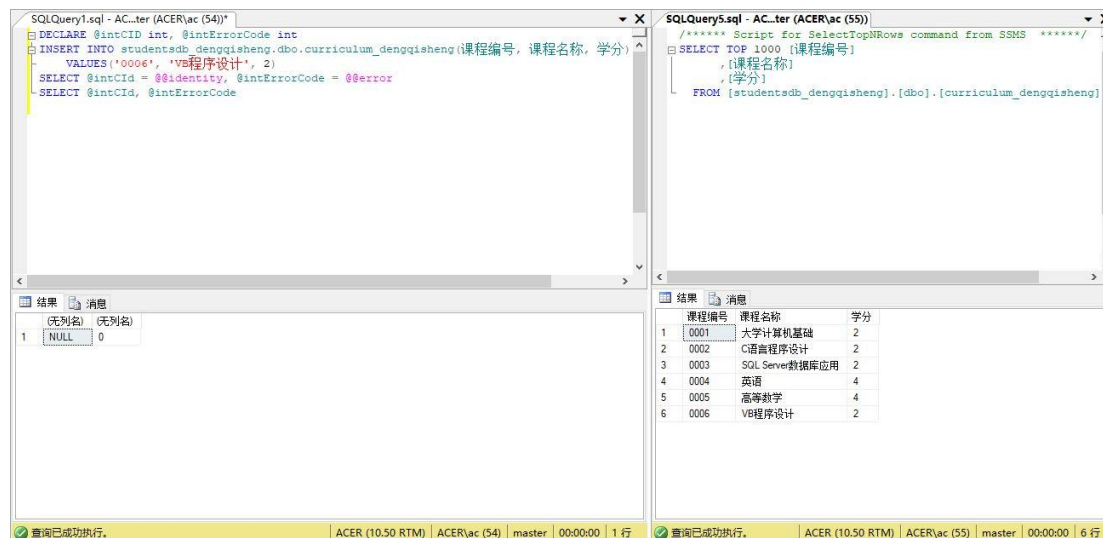 SQLQuery1.sql - AC...ter (ACER\ac (54))*
DECLARE @intCID int, @intErrorCode int
INSERT INTO studentsdb_dengqisheng.dbo.curriculum_dengqisheng(课程编号, 课程名称, 学分)
VALUES('0006', 'VB程序设计', 2)
SELECT @intCId = @@identity, @intErrorCode = @@error
SELECT @intCId, @intErrorCode
结果 消息
(无列名) (无列名)
1 NULL 0
查询已成功执行。 ACER (10.50 RTM) ACER\ac (54) master 00:00:00 1 行
SQLQuery5.sql - AC...ter (ACER\ac (55))
/****** Script for SelectTopNRows command from SSMS ******/
SELECT TOP 1000 [课程编号]
,[课程名称]
,[学分]
FROM [studentsdb_dengqisheng].[dbo].[curriculum_dengqisheng]
结果 消息
课程编号 课程名称 学分
1 0001 大学计算机基础 2
2 0002 C语言程序设计 2
3 0003 SQL Server数据库应用 2
4 0004 英语 4
5 0005 高等数学 4
6 0006 VB程序设计 2
查询已成功执行。 ACER (10.50 RTM) ACER\ac (55) master 00:00:00 6 行